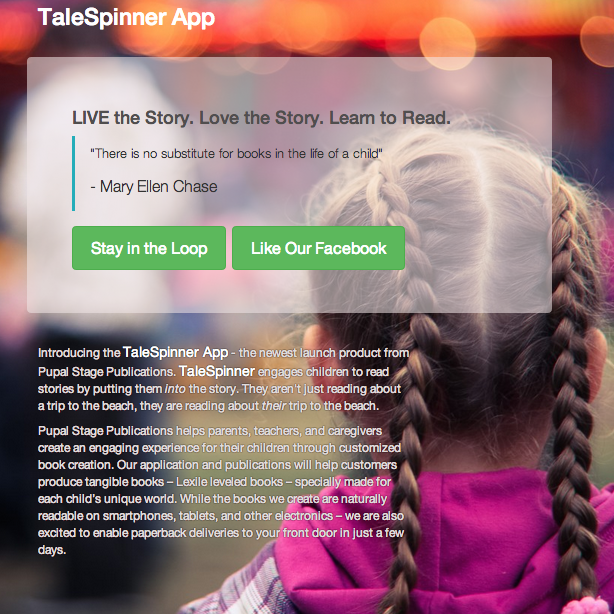 TaleSpinner App
LIVE the Story. Love the Story. Learn to Read.
"There is no substitute for books in the life of a child"
- Mary Ellen Chase
Stay in the Loop
Like Our Facebook
Introducing the TaleSpinner App - the newest launch product from
Pupal Stage Publications. TaleSpinner engages children to read
stories by putting them into the story. They aren't just reading about
a trip to the beach, they are reading about their trip to the beach.
Pupal Stage Publications helps parents, teachers, and caregivers
create an engaging experience for their children through customized
book creation. Our application and publications will help customers
produce tangible books – Lexile leveled books – specially made for
each child's unique world. While the books we create are naturally
readable on smartphones, tablets, and other electronics – we are also
excited to enable paperback deliveries to your front door in just a few
days.